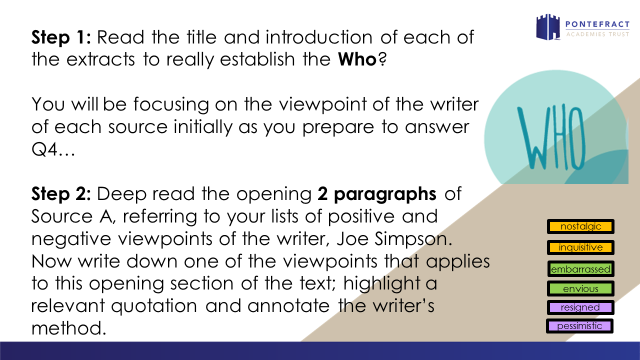 Step 1: Read the title and introduction of each of
the extracts to really establish the Who?
You will be focusing on the viewpoint of the writer
of each source initially as you prepare to answer
Q4…
Step 2: Deep read the opening 2 paragraphs of
Source A, referring to your lists of positive and
negative viewpoints of the writer, Joe Simpson.
Now write down one of the viewpoints that applies
to this opening section of the text; highlight a
relevant quotation and annotate the writer’s
method.
PONTEFRACT
ACADEMIES TRUST
WHO
nostalgic
inquisitive
embarrassed
envious
resigned
pessimistic